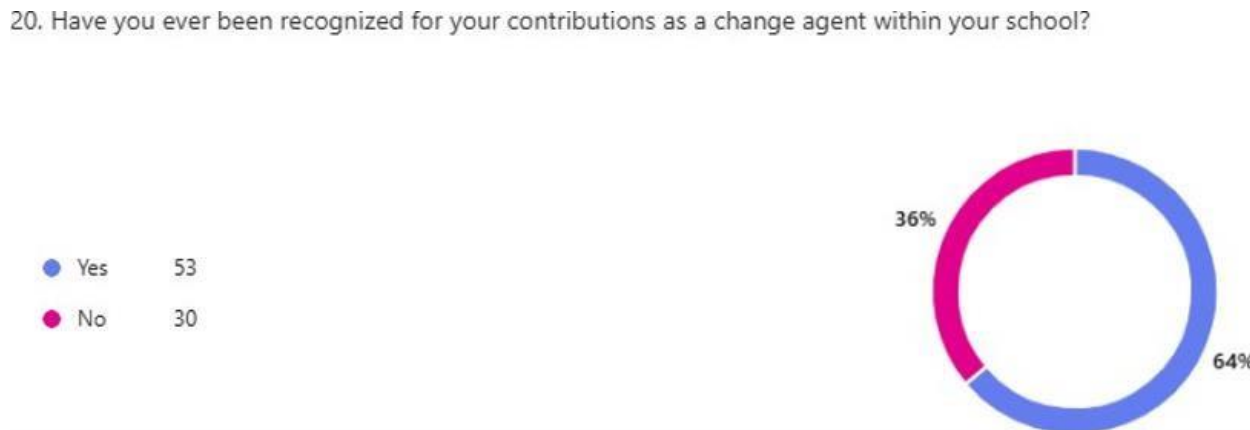 20. Have you ever been recognized for your contributions as a change agent within your school?
36%
Yes 53
No 30
64%